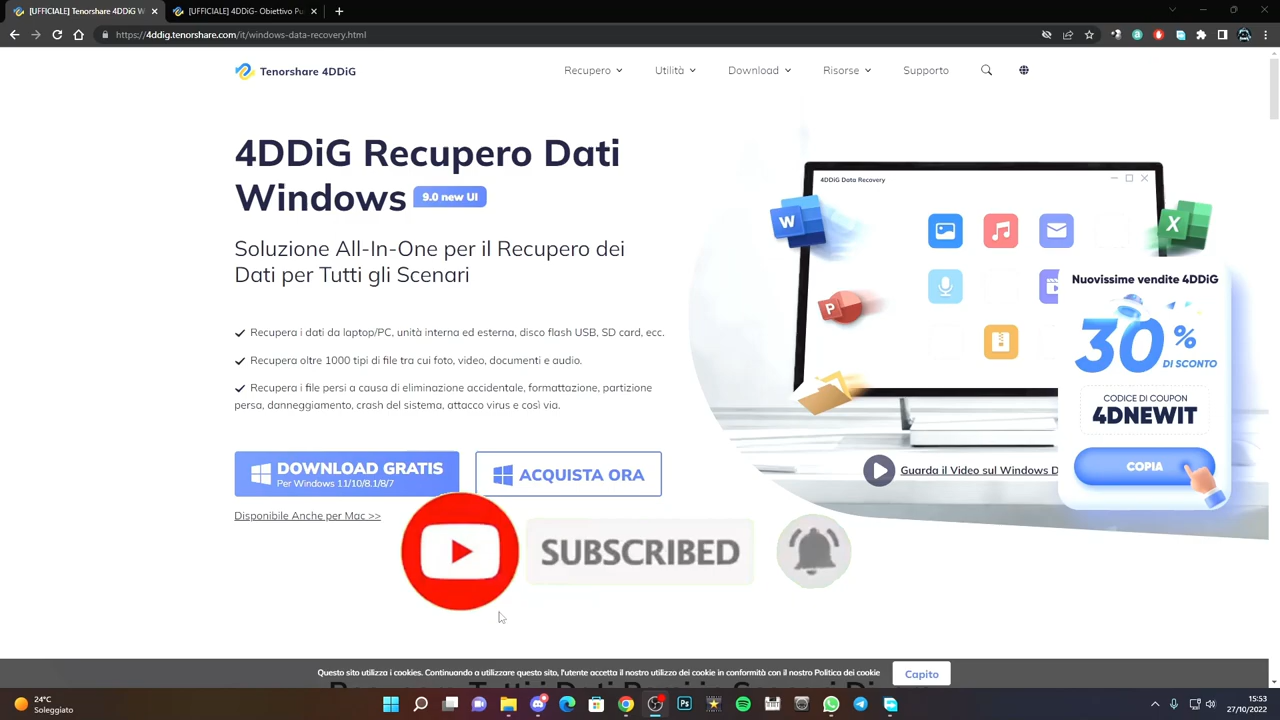 [UFFICIALE] Tenorshare 4DDiG W
[UFFICIALE] 4DDiG- Obiettivo Pu
https://4ddig.tenorshare.com/it/windows-data-recovery.html
Tenorshare 4DDiG
Recupero
Utilità
Download
Risorse
Supporto
4DDiG Recupero Dati
Windows 9.0 new UI
Soluzione All-In-One per il Recupero dei
Dati per Tutti gli Scenari
Recupera i dati da laptop/PC, unità interna ed esterna, disco flash USB, SD card, ecc.
Recupera oltre 1000 tipi di file tra cui foto, video, documenti e audio.
Recupera i file persi a causa di eliminazione accidentale, formattazione, partizione
persa, danneggiamento, crash del sistema, attacco virus e così via.
DOWNLOAD GRATIS
Per Windows 11/10/8.1/8/7
ACQUISTA ORA
Disponibile Anche per Mac >>
4DDiG Data Recovery
W
P
X
Guarda il Video sul Windows D
Nuovissime vendite 4DDiG
30%
DI SCONTO
CODICE DI COUPON
4DNEWIT
COPIA
SUBSCRIBED
Questo sito utilizza i cookies. Continuando a utilizzare questo sito, l'utente accetta il nostro utilizzo dei cookie in conformità con il nostro Politica dei cookie
Capito
24°C
Soleggiato
Ps
15:53
27/10/2022